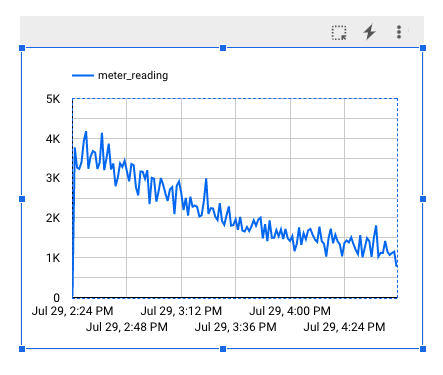 meter_reading
5K
4K
3K
2K
1K
0
Jul 29, 2:24 PM
Jul 29, 3:12 PM
Jul 29, 4:00 PM
Jul 29, 2:48 PM
Jul 29, 3:36 PM
Jul 29, 4:24 PM